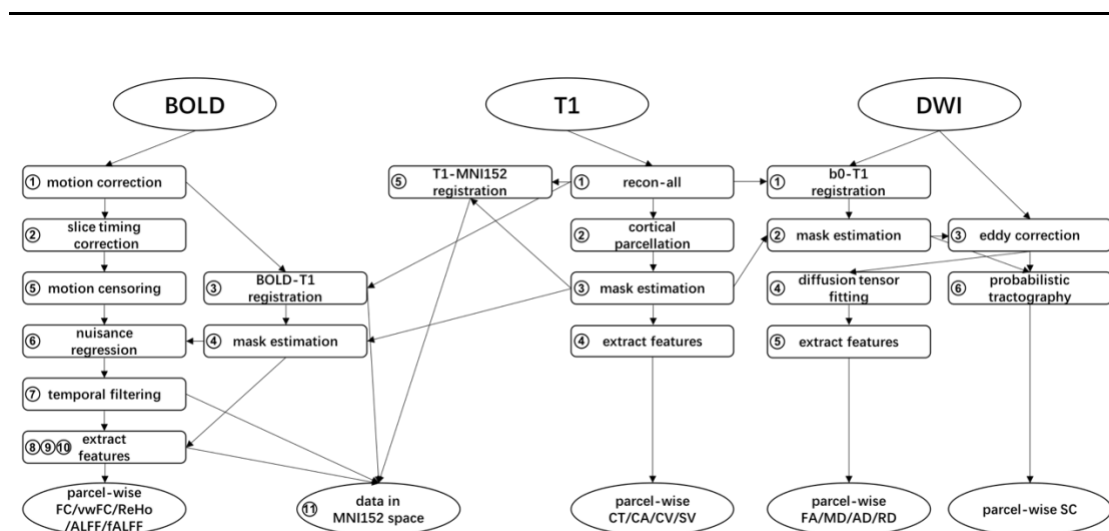 BOLD
T1
DWI
① motion correction
⑤ T1-MNI152
registration
① recon-all
① b0-T1
registration
② slice timing
correction
② cortical
parcellation
② mask estimation
③ eddy correction
⑤ motion censoring
③ BOLD-T1
registration
③ mask estimation
④ diffusion tensor
fitting
⑥ probabilistic
tractography
⑥ nuisance
regression
④ mask estimation
④ extract features
⑤ extract features
⑦ temporal filtering
⑧⑨⑩ extract
features
parcel-wise
FC/vwFC/ReHo
/ALFF/fALFF
⑪ data in
MNI152 space
parcel-wise
CT/CA/CV/SV
parcel-wise
FA/MD/AD/RD
parcel-wise SC